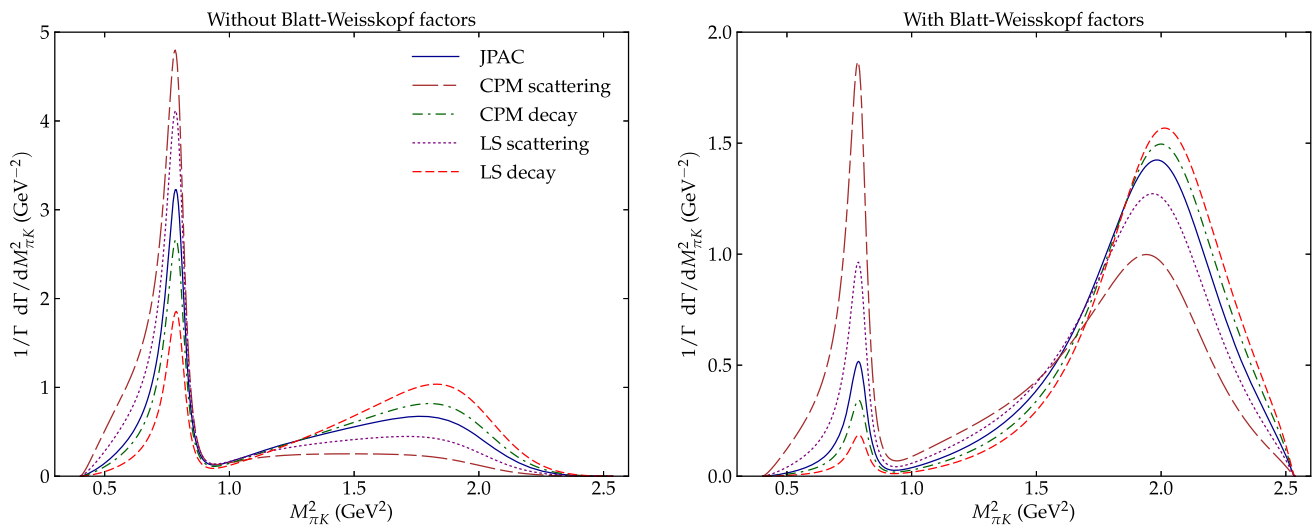 Without Blatt-Weisskopf factors
5
4
3
2
1
0
0.5
1.0
1.5
2.0
2.5
1/Γ dΓ/dM²πK (GeV⁻²)
M²πK (GeV²)
JPAC
CPM scattering
CPM decay
LS scattering
LS decay
With Blatt-Weisskopf factors
2.0
1.5
1.0
0.5
0.0
0.5
1.0
1.5
2.0
2.5
1/Γ dΓ/dM²πK (GeV⁻²)
M²πK (GeV²)